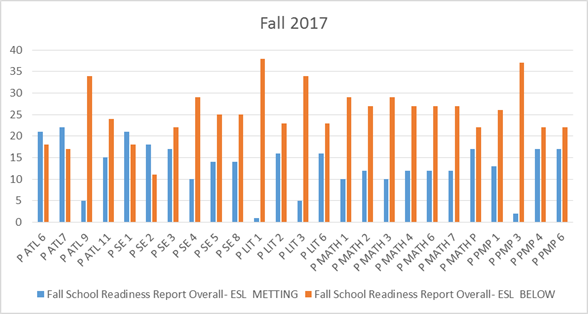 Fall 2017
40
35
30
25
20
15
10
5
0
P ATL 6
P ATL7
P ATL 9
P ATL 11
P SE 1
P SE 2
P SE 3
P SE 4
P SE 5
P SE 8
P LIT 1
P LIT 2
P LIT 3
P LIT 6
P MATH 1
P MATH 2
P MATH 3
P MATH 4
P MATH 6
P MATH 7
P MATH P
P PMP 1
P PMP 3
P PMP 4
P PMP 6
Fall School Readiness Report Overall- ESL METTING Fall School Readiness Report Overall- ESL BELOW